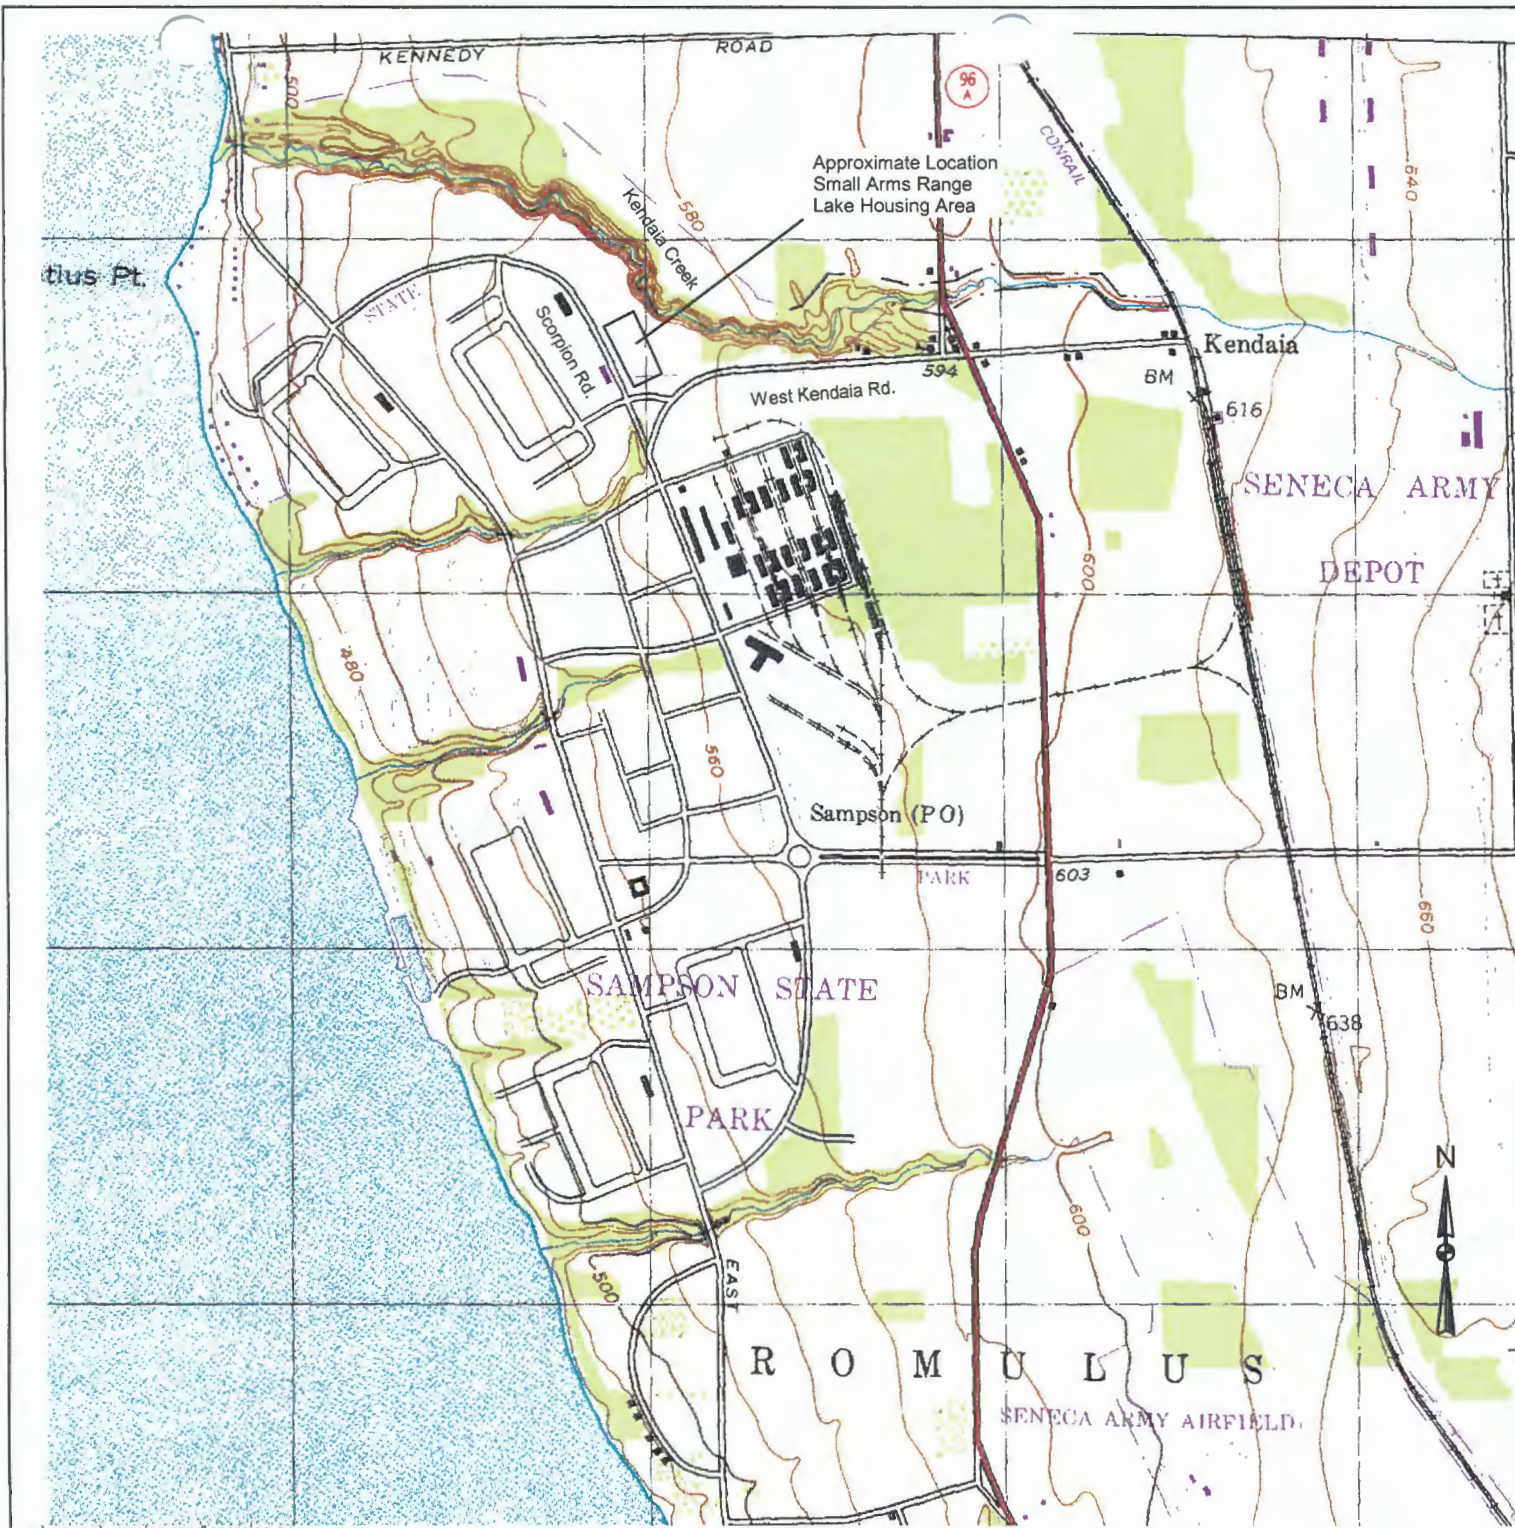 KENNEDY ROAD
96
A
500
CONRAIL
Approximate Location
Small Arms Range
Lake Housing Area
640
580
Kendaia Creek
tius Pt.
STATE
Scorpion Rd.
Kendaia
594
BM
West Kendaia Rd.
616
SENECA ARMY
DEPOT
600
480
560
Sampson (PO)
PARK
603
660
SAMPSON STATE
PARK
BM
638
N
600
500
EAST
ROMULUS
SENECA ARMY AIRFIELD